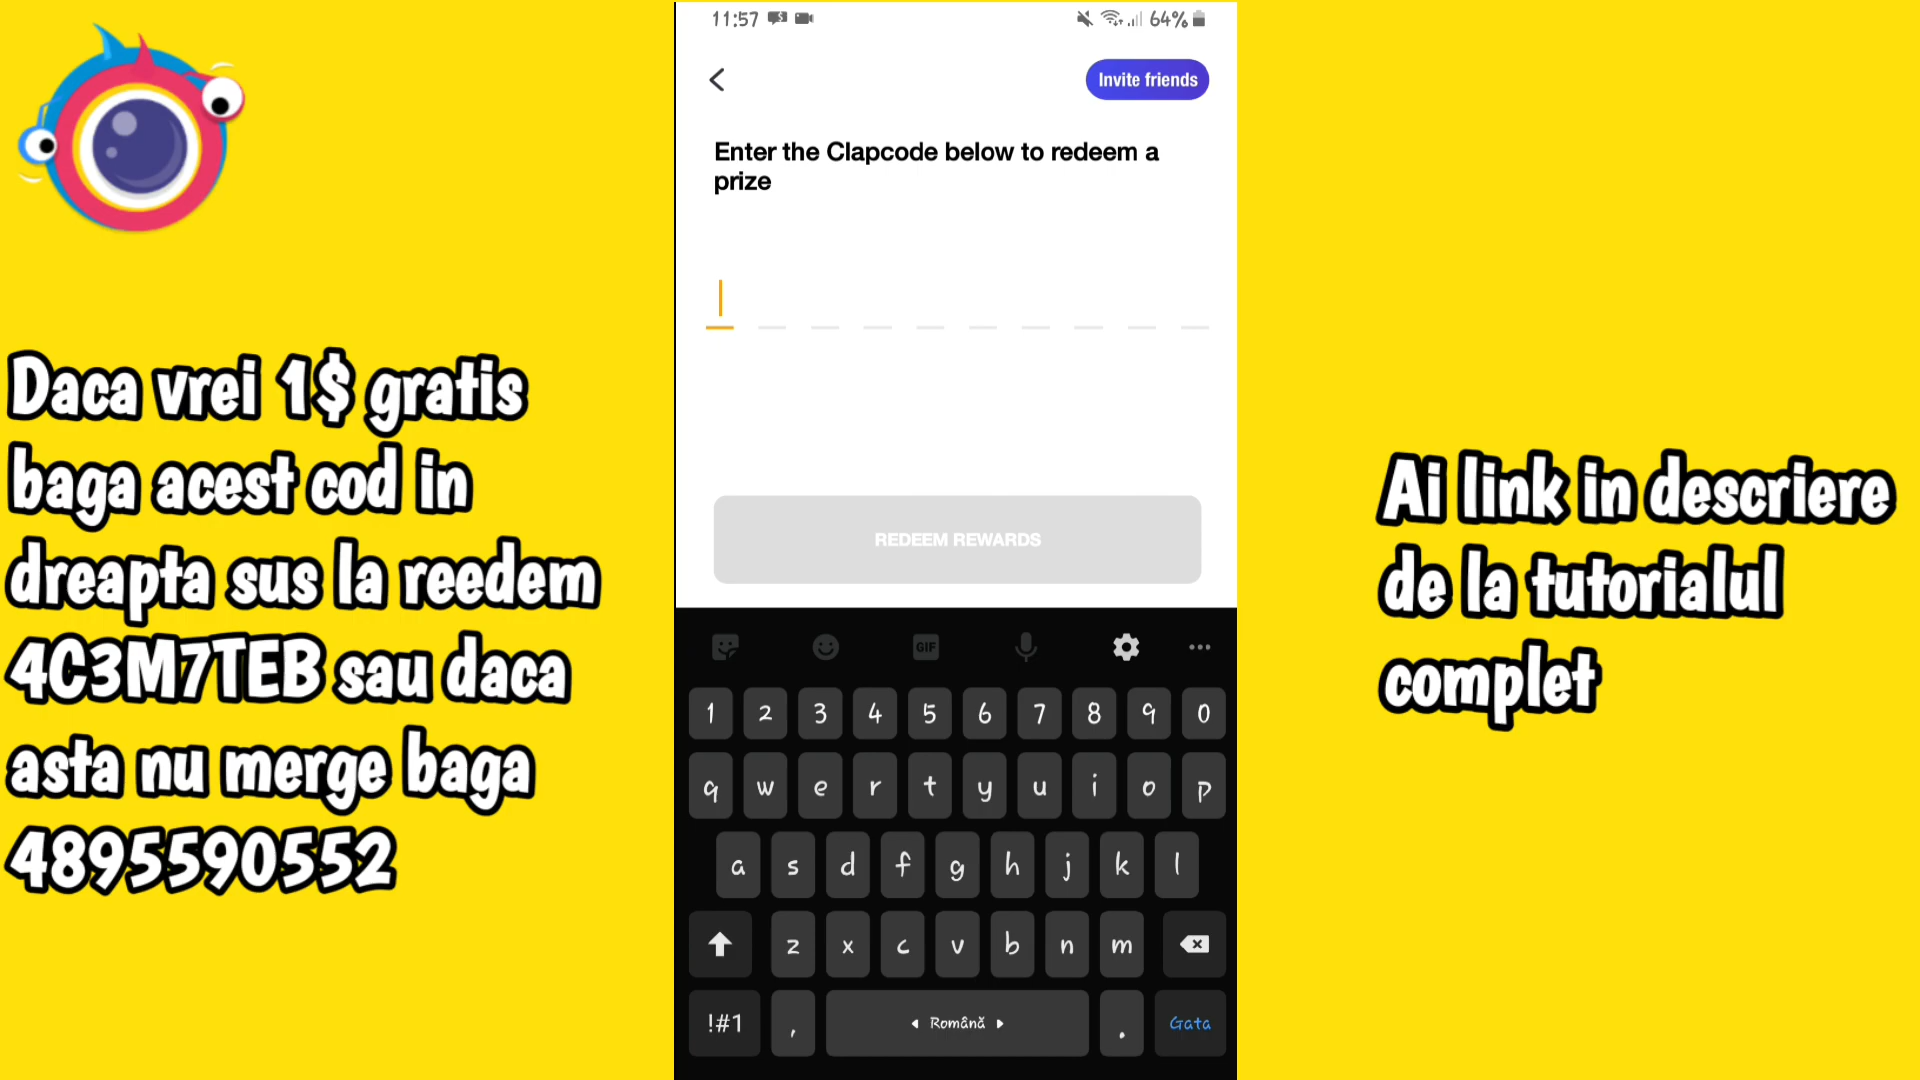 11:57
64%
Invite friends
Enter the Clapcode below to redeem a
prize
REDEEM REWARDS
Daca vrei 1$ gratis
baga acest cod in
dreapta sus la reedem
4C3M7TEB sau daca
asta nu merge baga
4895590552
Ai link in descriere
de la tutorialul
complet
GIF
1 2 3 4 5 6 7 8 9 0
q w e r t y u i o p
a s d f g h j k l
z x c v b n m
!#1 , Română . Gata